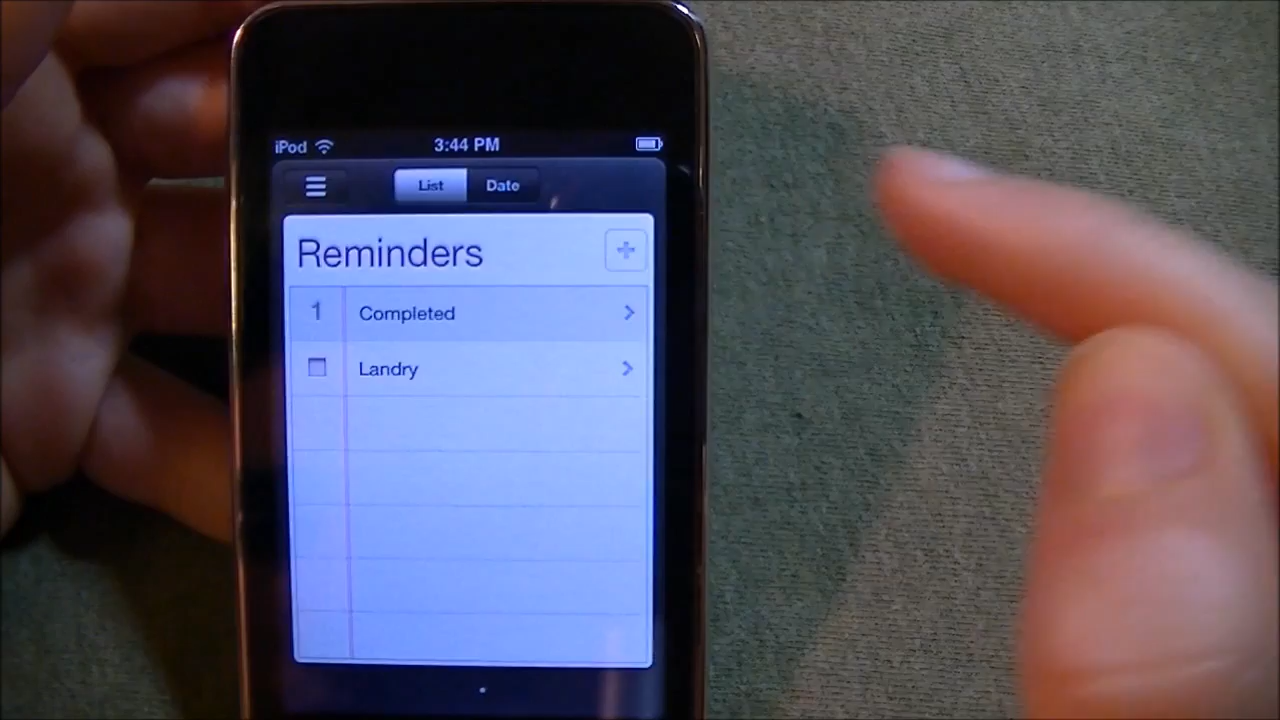 iPod 3:44 PM
List Date
Reminders +
1 Completed
Landry